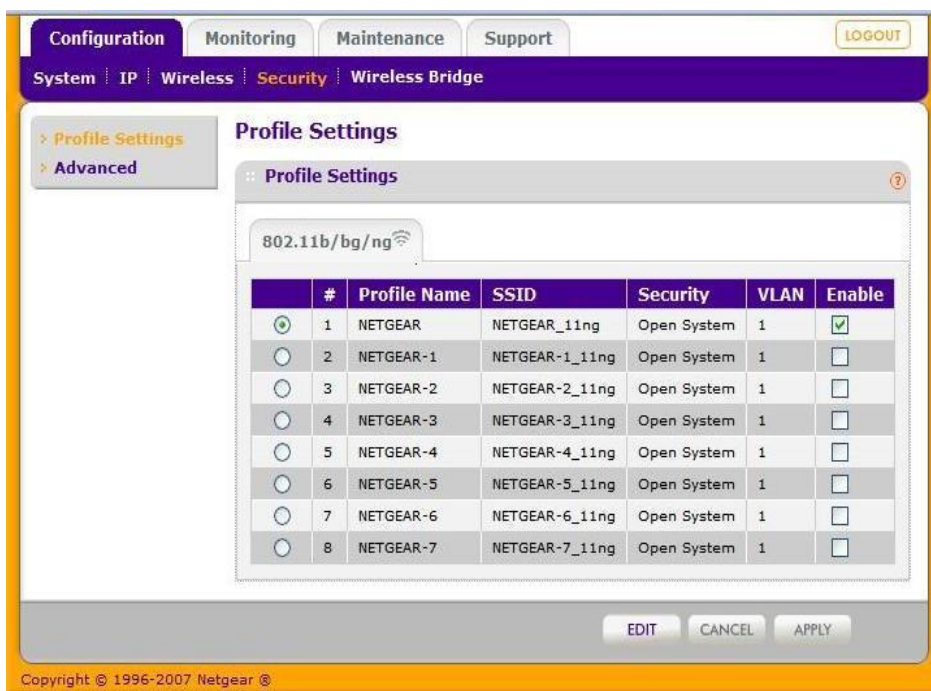 Configuration Monitoring Maintenance Support LOGOUT
System IP Wireless Security Wireless Bridge
Profile Settings
Advanced
Profile Settings
Profile Settings ?
802.11b/bg/ng
# Profile Name SSID Security VLAN Enable
1 NETGEAR NETGEAR_11ng Open System 1
2 NETGEAR-1 NETGEAR-1_11ng Open System 1
3 NETGEAR-2 NETGEAR-2_11ng Open System 1
4 NETGEAR-3 NETGEAR-3_11ng Open System 1
5 NETGEAR-4 NETGEAR-4_11ng Open System 1
6 NETGEAR-5 NETGEAR-5_11ng Open System 1
7 NETGEAR-6 NETGEAR-6_11ng Open System 1
8 NETGEAR-7 NETGEAR-7_11ng Open System 1
EDIT CANCEL APPLY
Copyright © 1996-2007 Netgear ®